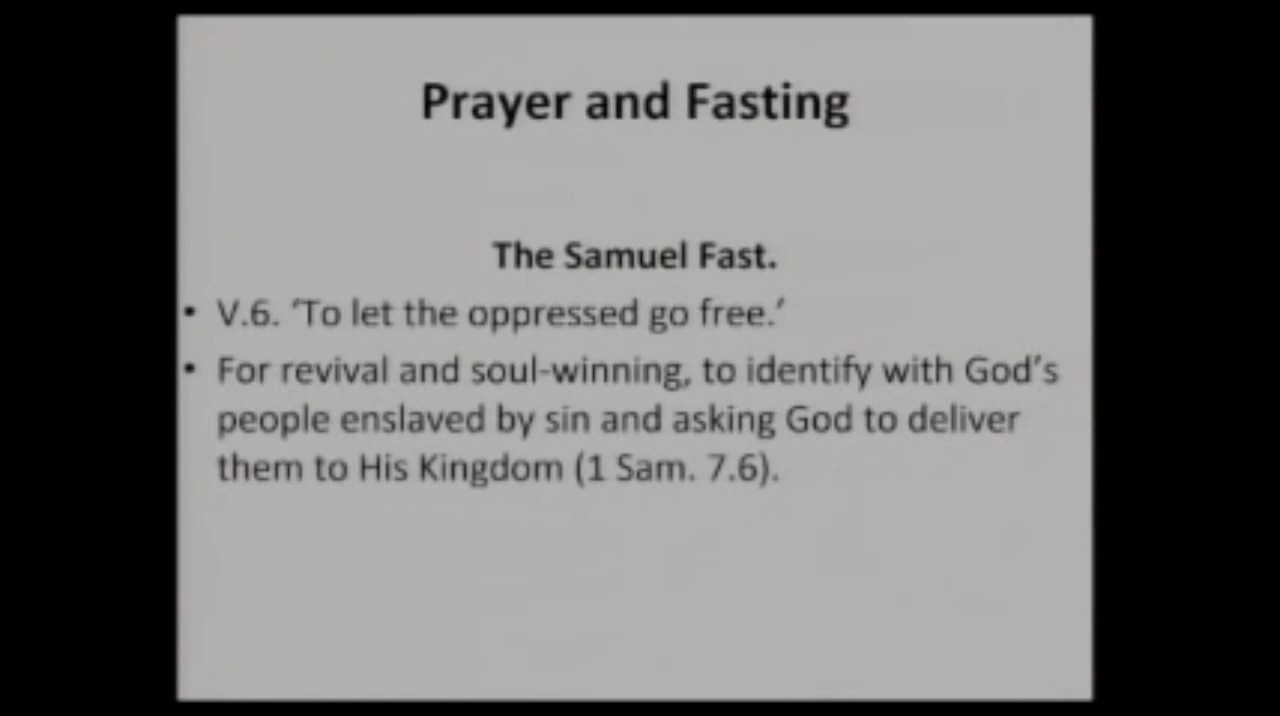 Prayer and Fasting
The Samuel Fast.
• V.6. ‘To let the oppressed go free.’
• For revival and soul-winning, to identify with God’s
people enslaved by sin and asking God to deliver
them to His Kingdom (1 Sam. 7.6).